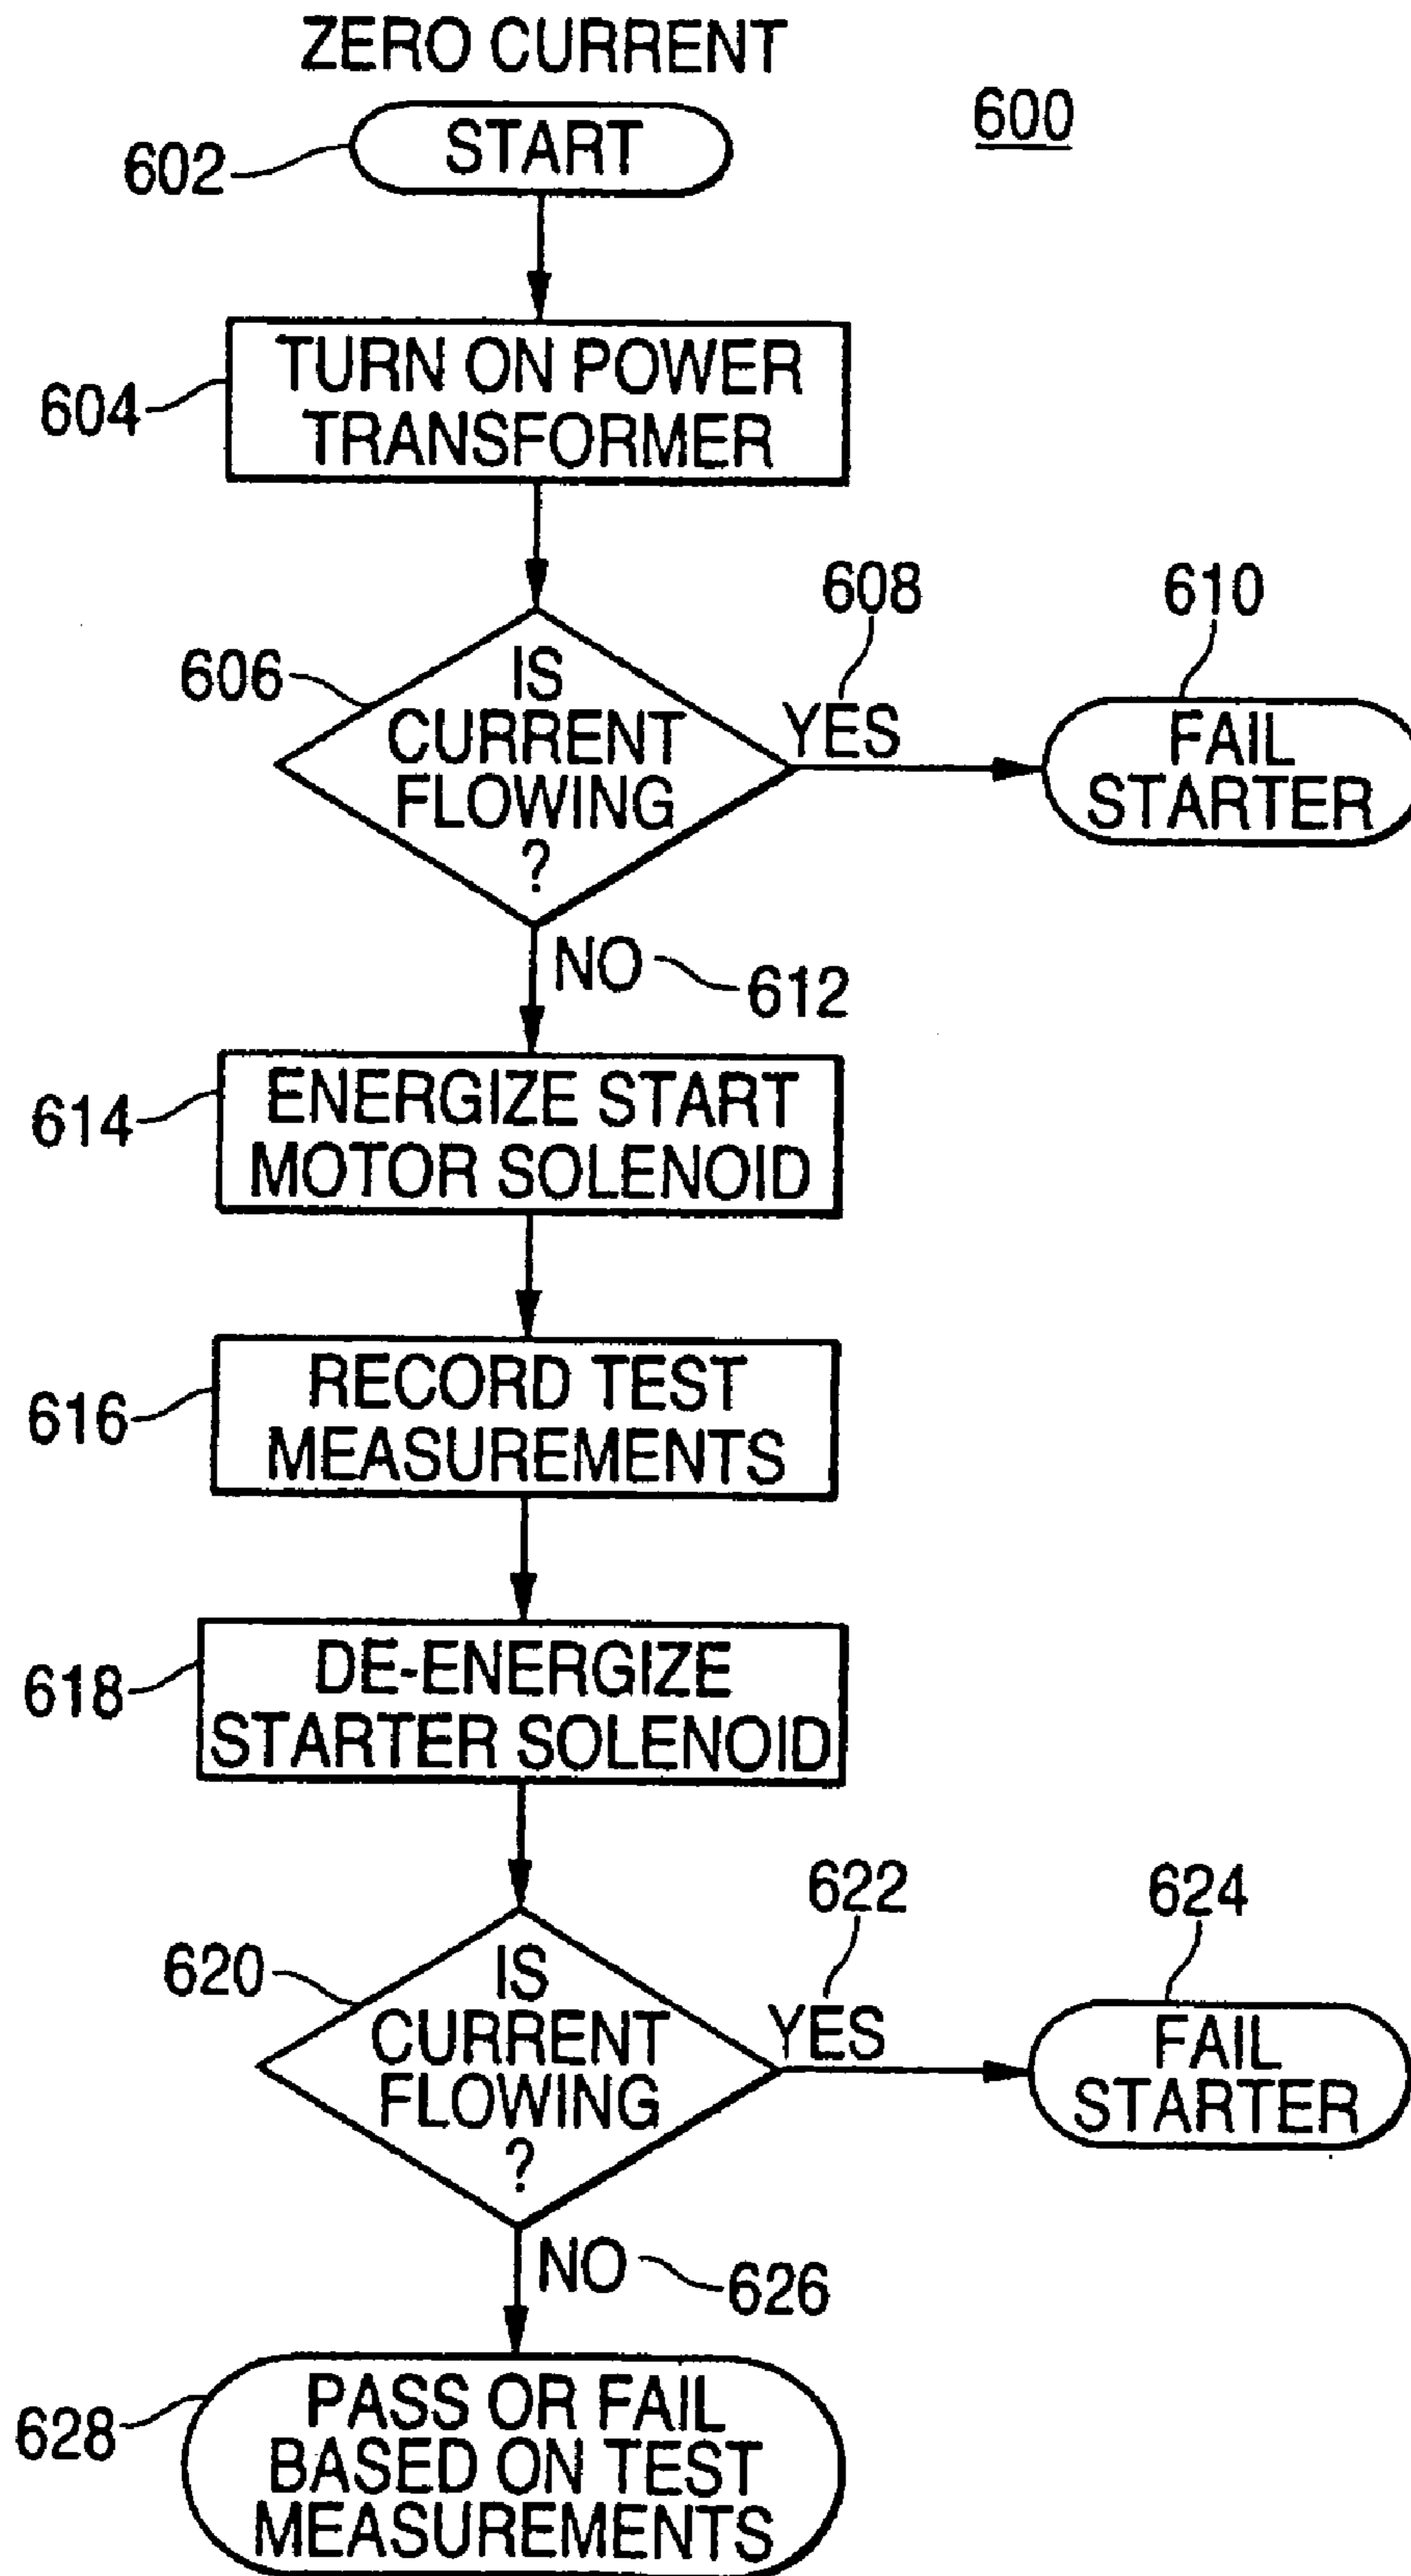 ZERO CURRENT
600
602
START
604
TURN ON POWER
TRANSFORMER
606
IS
CURRENT
FLOWING
?
608
YES
610
FAIL
STARTER
NO
612
614
ENERGIZE START
MOTOR SOLENOID
616
RECORD TEST
MEASUREMENTS
618
DE-ENERGIZE
STARTER SOLENOID
620
IS
CURRENT
FLOWING
?
622
YES
624
FAIL
STARTER
NO
626
628
PASS OR FAIL
BASED ON TEST
MEASUREMENTS